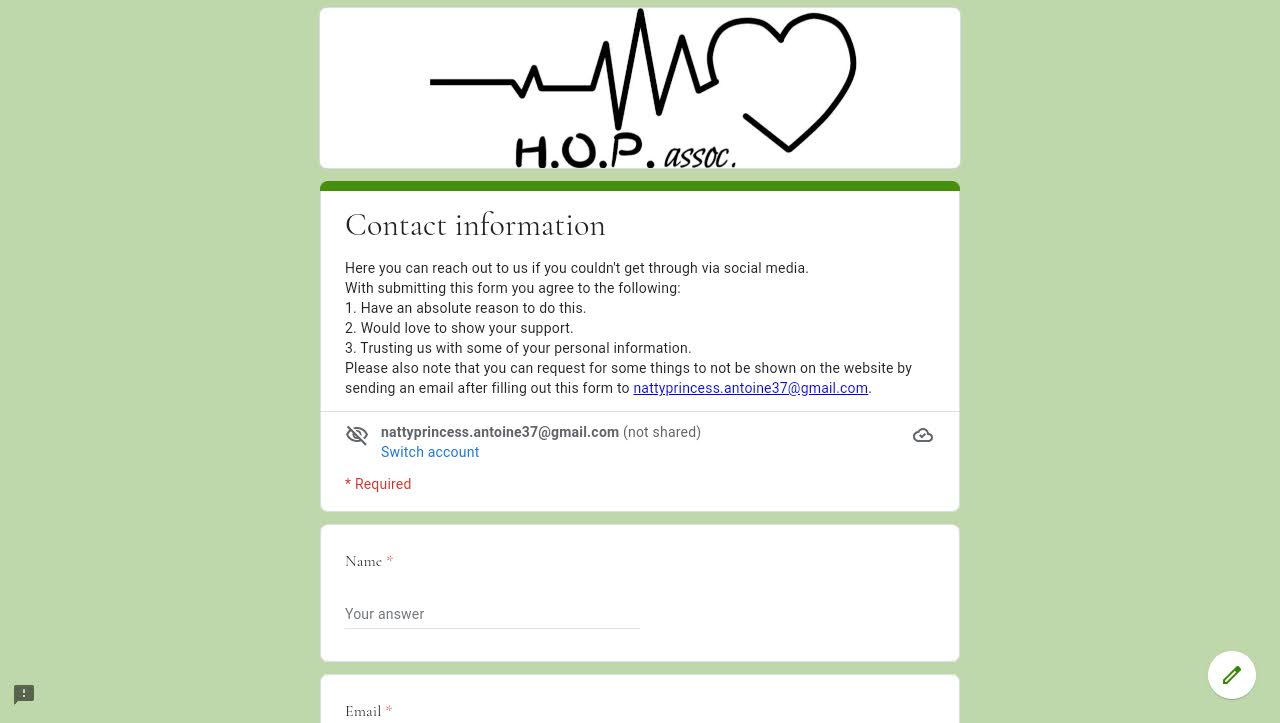 H.O.P. assoc.
Contact information
Here you can reach out to us if you couldn't get through via social media.
With submitting this form you agree to the following:
1. Have an absolute reason to do this.
2. Would love to show your support.
3. Trusting us with some of your personal information.
Please also note that you can request for some things to not be shown on the website by
sending an email after filling out this form to nattyprincess.antoine37@gmail.com.
nattyprincess.antoine37@gmail.com (not shared)
Switch account
* Required
Name *
Your answer
Email *